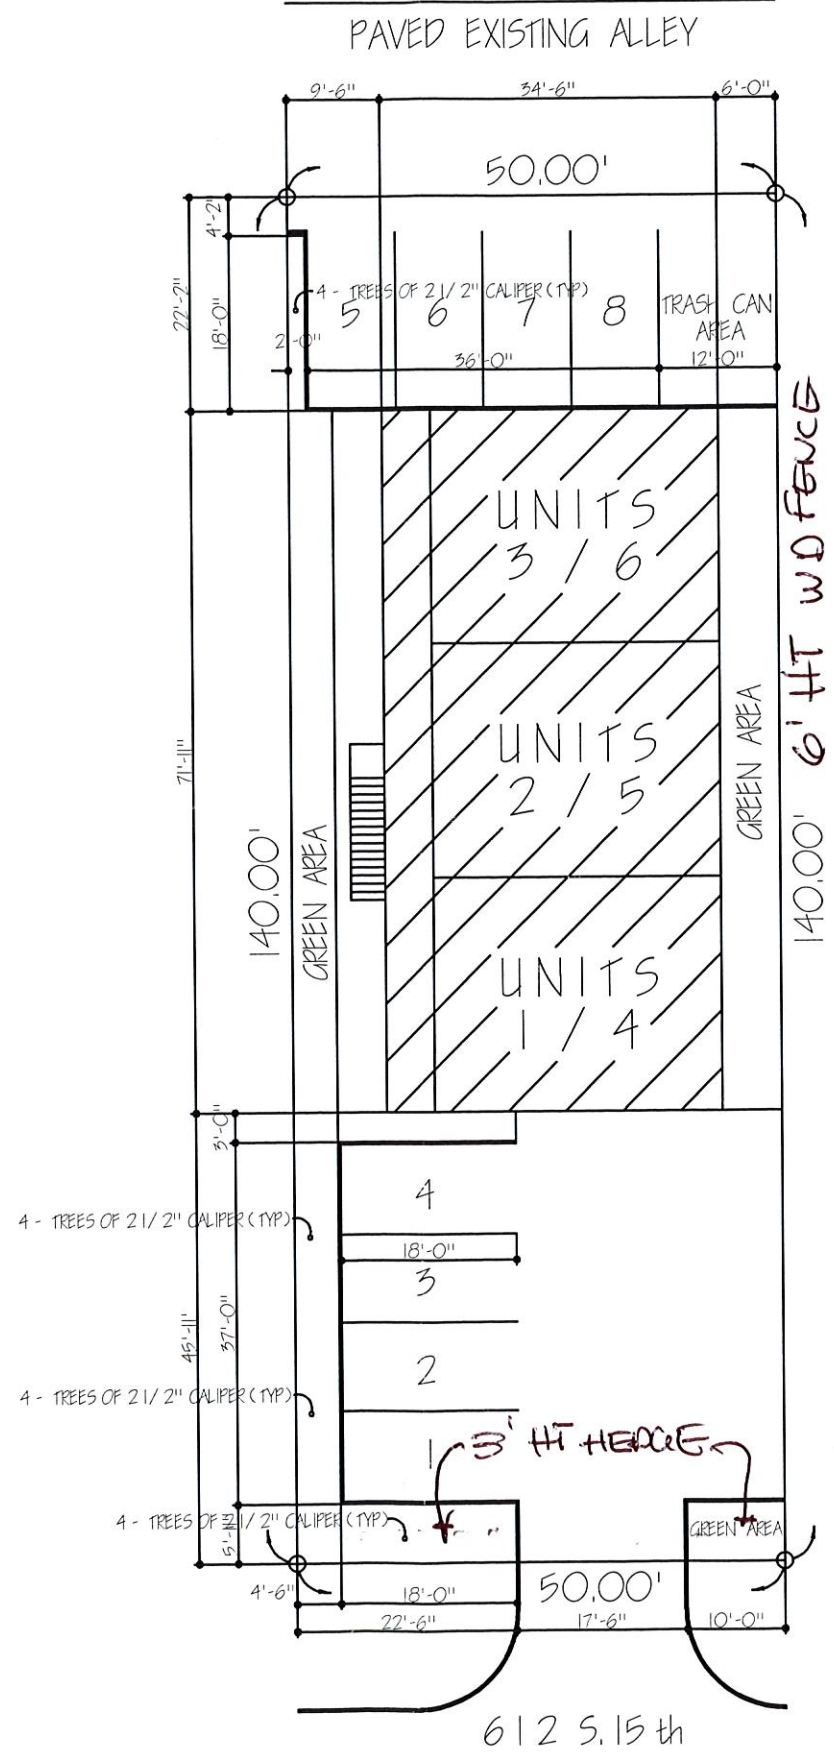 PAVED EXISTING ALLEY
9'-6" 34'-6" 6'-0"
50.00'
4'-2"
22'-2"
18'-0"
4 - TREES OF 2 1/2" CALIPER (TYP)
5 6 7 8 TRASH CAN
AREA
2'-0" 36'-0" 12'-0"
6' HT WD FENCE
UNITS
3 / 6
UNITS
2 / 5
UNITS
1 / 4
71'-11"
140.00'
GREEN AREA
GREEN AREA
140.00'
3'-0"
4
4 - TREES OF 2 1/2" CALIPER (TYP)
18'-0"
3
45'-11"
37'-0"
2
4 - TREES OF 2 1/2" CALIPER (TYP)
1
3' HT HEDGE
4 - TREES OF 2 1/2" CALIPER (TYP)
GREEN AREA
4'-6" 18'-0" 50.00'
22'-6" 17'-6" 10'-0"
612 S. 15th